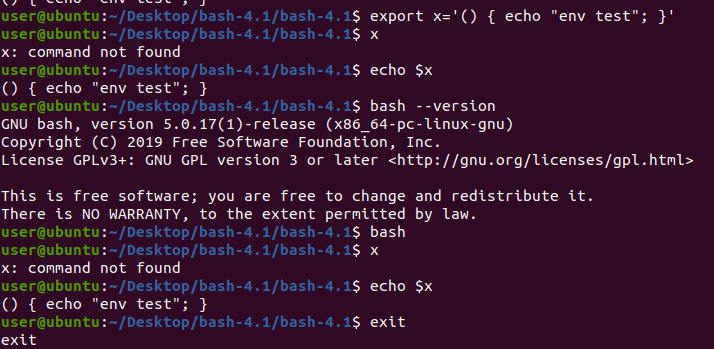 () { echo "env test"; }
user@ubuntu:~/Desktop/bash-4.1/bash-4.1$ export x='() { echo "env test"; }'
user@ubuntu:~/Desktop/bash-4.1/bash-4.1$ x
x: command not found
user@ubuntu:~/Desktop/bash-4.1/bash-4.1$ echo $x
() { echo "env test"; }
user@ubuntu:~/Desktop/bash-4.1/bash-4.1$ bash --version
GNU bash, version 5.0.17(1)-release (x86_64-pc-linux-gnu)
Copyright (C) 2019 Free Software Foundation, Inc.
License GPLv3+: GNU GPL version 3 or later <http://gnu.org/licenses/gpl.html>

This is free software; you are free to change and redistribute it.
There is NO WARRANTY, to the extent permitted by law.
user@ubuntu:~/Desktop/bash-4.1/bash-4.1$ bash
user@ubuntu:~/Desktop/bash-4.1/bash-4.1$ x
x: command not found
user@ubuntu:~/Desktop/bash-4.1/bash-4.1$ echo $x
() { echo "env test"; }
user@ubuntu:~/Desktop/bash-4.1/bash-4.1$ exit
exit